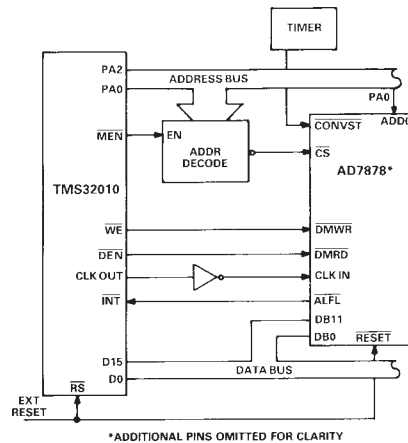 TIMER
PA2
ADDRESS BUS
PA0
PA0
ADD0
MEN
EN
ADDR
DECODE
CONVST
CS
TMS32010
AD7878*
WE
DMWR
DEN
DMRD
CLK OUT
CLK IN
INT
ALFL
DB11
DB0
RESET
D15
D0
DATA BUS
EXT
RESET
RS
*ADDITIONAL PINS OMITTED FOR CLARITY